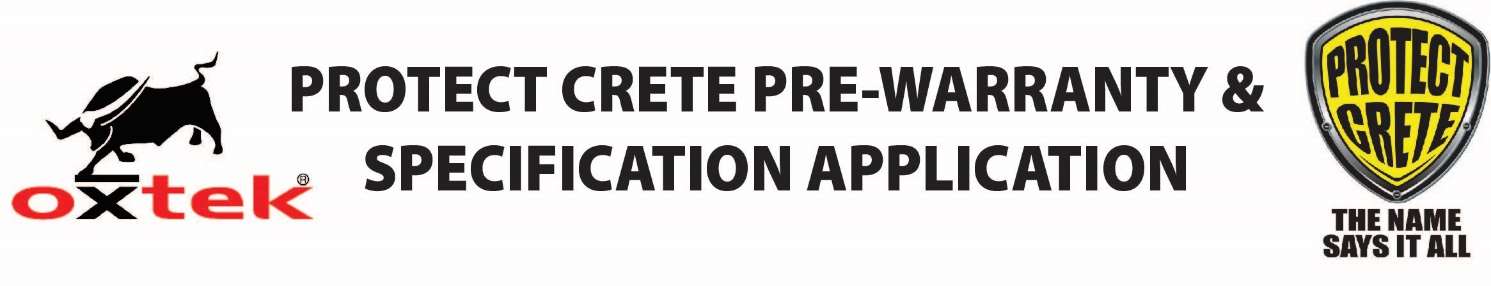 oxtek®
PROTECT CRETE PRE-WARRANTY &
SPECIFICATION APPLICATION
PROTECT
CRETE
THE NAME
SAYS IT ALL